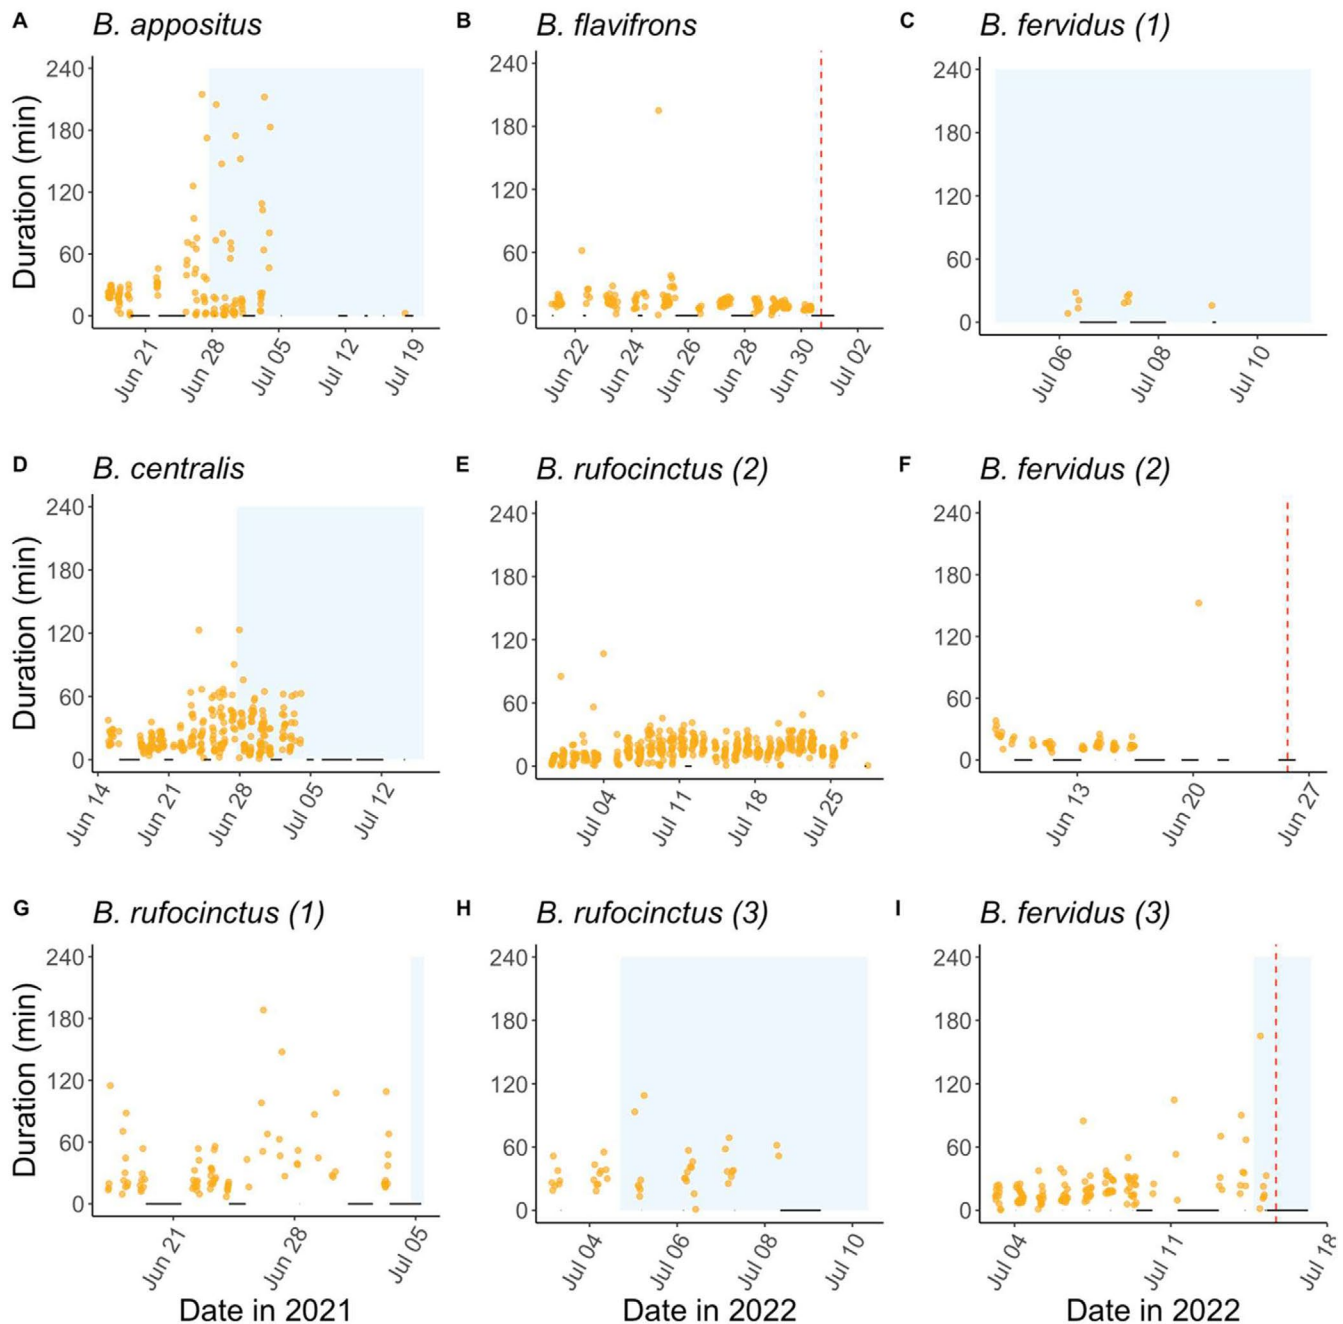 A B. appositus
B B. flavifrons
C B. fervidus (1)
Duration (min)
240
180
120
60
0
Jun 21
Jun 28
Jul 05
Jul 12
Jul 19
240
180
120
60
0
Jun 22
Jun 24
Jun 26
Jun 28
Jun 30
Jul 02
240
180
120
60
0
Jul 06
Jul 08
Jul 10
D B. centralis
E B. rufocinctus (2)
F B. fervidus (2)
Duration (min)
240
180
120
60
0
Jun 14
Jun 21
Jun 28
Jul 05
Jul 12
240
180
120
60
0
Jul 04
Jul 11
Jul 18
Jul 25
240
180
120
60
0
Jun 13
Jun 20
Jun 27
G B. rufocinctus (1)
H B. rufocinctus (3)
I B. fervidus (3)
Duration (min)
240
180
120
60
0
Jun 21
Jun 28
Jul 05
240
180
120
60
0
Jul 04
Jul 06
Jul 08
Jul 10
240
180
120
60
0
Jul 04
Jul 11
Jul 18
Date in 2021
Date in 2022
Date in 2022